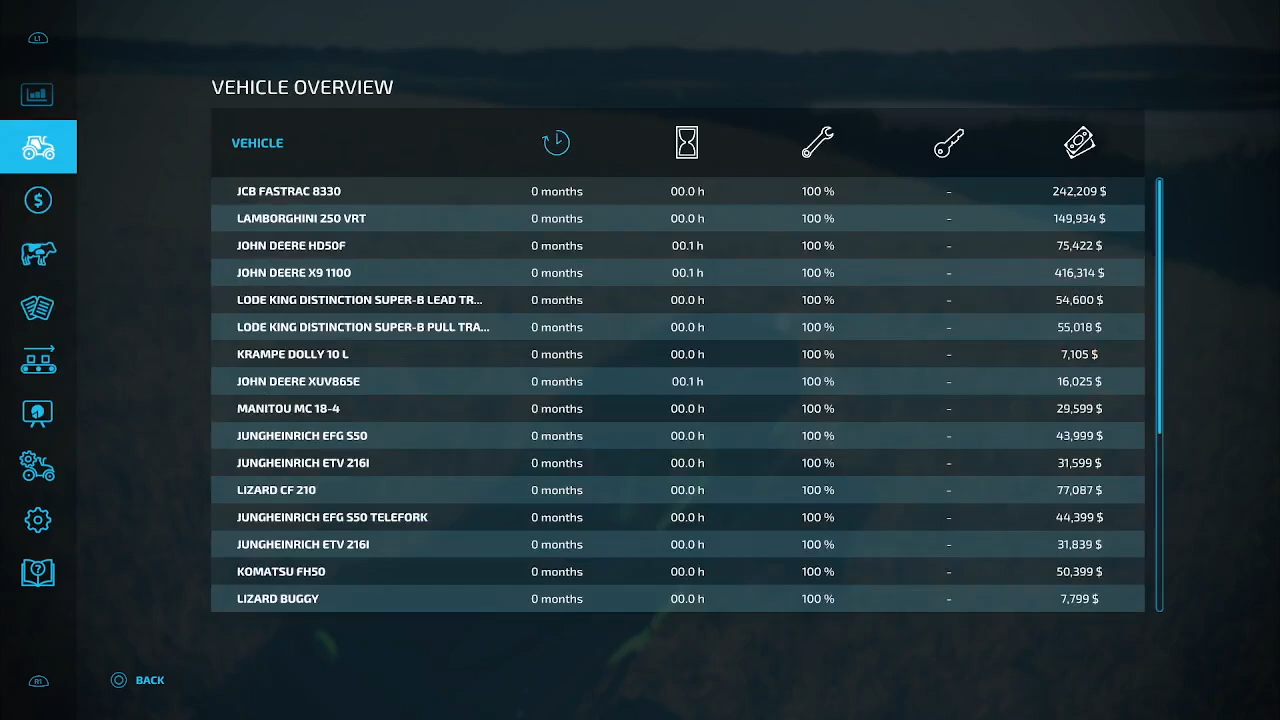 L1
VEHICLE OVERVIEW
VEHICLE
JCB FASTRAC 8330 0 months 00.0 h 100 % - 242,209 $
LAMBORGHINI 250 VRT 0 months 00.0 h 100 % - 149,934 $
JOHN DEERE HD50F 0 months 00.1 h 100 % - 75,422 $
JOHN DEERE X9 1100 0 months 00.1 h 100 % - 416,314 $
LODE KING DISTINCTION SUPER-B LEAD TR... 0 months 00.0 h 100 % - 54,600 $
LODE KING DISTINCTION SUPER-B PULL TRA... 0 months 00.0 h 100 % - 55,018 $
KRAMPE DOLLY 10 L 0 months 00.0 h 100 % - 7,105 $
JOHN DEERE XUV865E 0 months 00.1 h 100 % - 16,025 $
MANITOU MC 18-4 0 months 00.0 h 100 % - 29,599 $
JUNGHEINRICH EFG S50 0 months 00.0 h 100 % - 43,999 $
JUNGHEINRICH ETV 216I 0 months 00.0 h 100 % - 31,599 $
LIZARD CF 210 0 months 00.0 h 100 % - 77,087 $
JUNGHEINRICH EFG S50 TELEFORK 0 months 00.0 h 100 % - 44,399 $
JUNGHEINRICH ETV 216I 0 months 00.0 h 100 % - 31,839 $
KOMATSU FH50 0 months 00.0 h 100 % - 50,399 $
LIZARD BUGGY 0 months 00.0 h 100 % - 7,799 $
R1
BACK